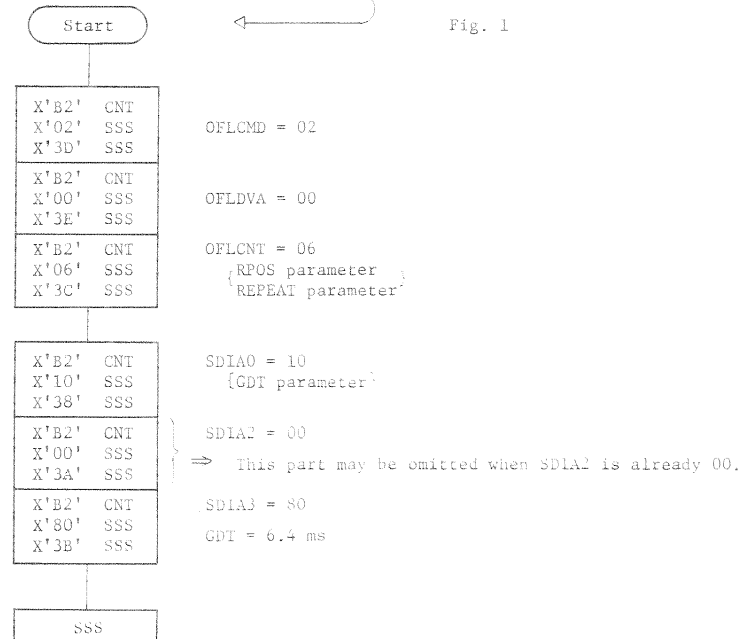 Start
Fig. 1
X'B2' CNT
X'02' SSS
X'3D' SSS
OFLCMD = 02
X'B2' CNT
X'00' SSS
X'3E' SSS
OFLDVA = 00
X'B2' CNT
X'06' SSS
X'3C' SSS
OFLCNT = 06
{RPOS parameter
REPEAT parameter}
X'B2' CNT
X'10' SSS
X'38' SSS
SDIA0 = 10
{GDT parameter}
X'B2' CNT
X'00' SSS
X'3A' SSS
SDIA2 = 00
⇒ This part may be omitted when SDIA2 is already 00.
X'B2' CNT
X'80' SSS
X'3B' SSS
SDIA3 = 80
GDT = 6.4 ms
SSS